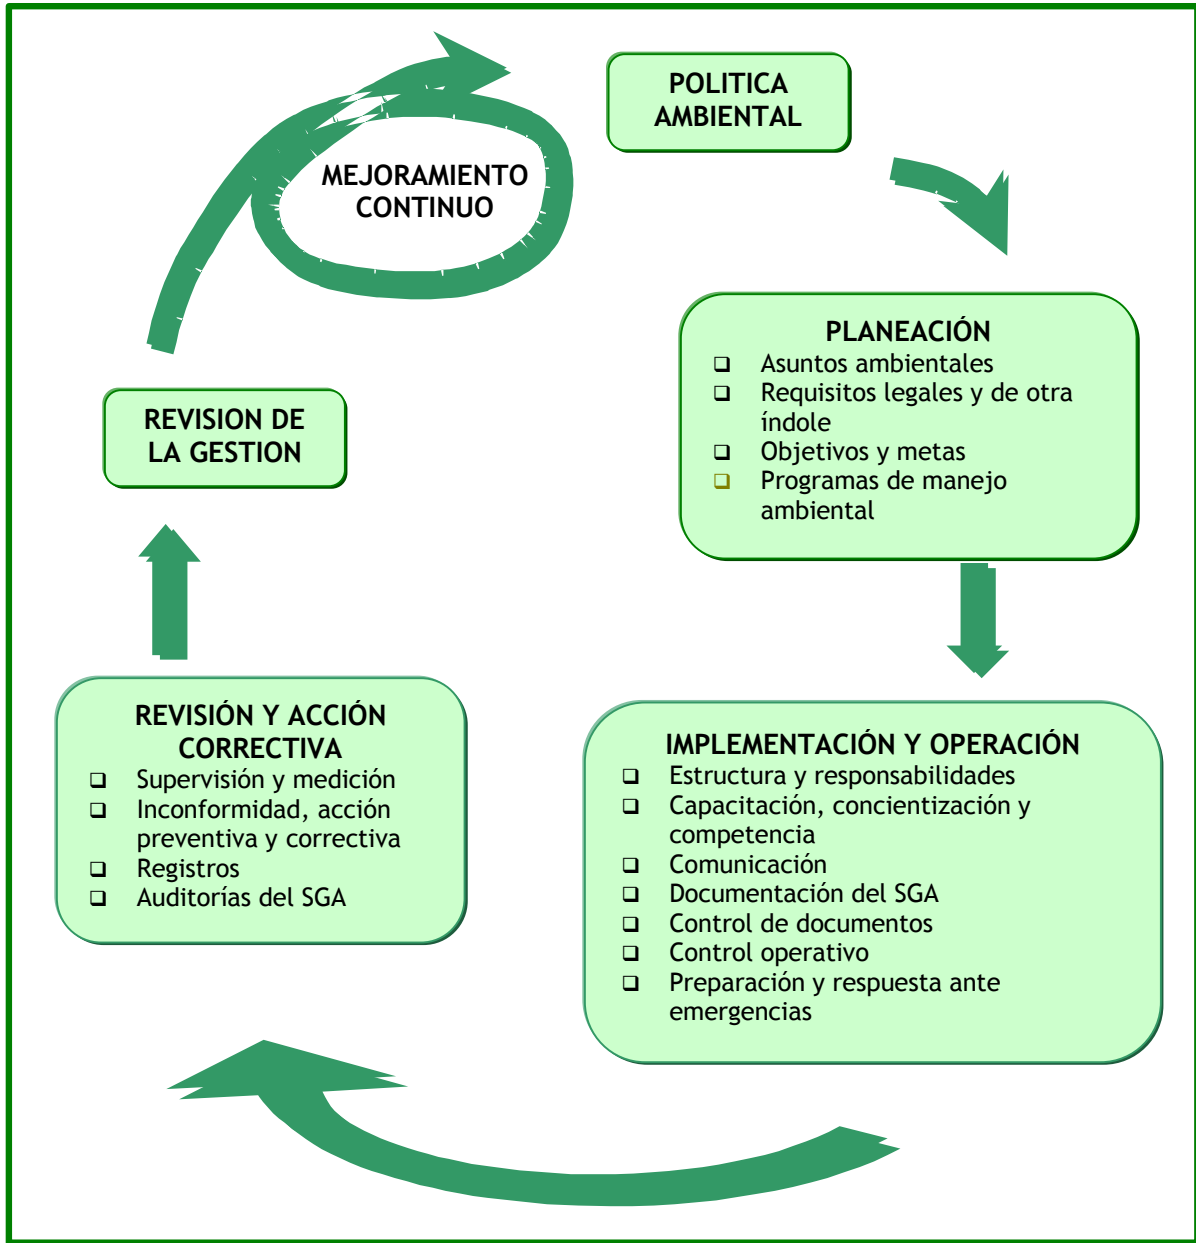 POLITICA
AMBIENTAL
MEJORAMIENTO
CONTINUO
PLANEACIÓN
❑ Asuntos ambientales
❑ Requisitos legales y de otra
índole
❑ Objetivos y metas
❑ Programas de manejo
ambiental
REVISION DE
LA GESTION
REVISIÓN Y ACCIÓN
CORRECTIVA
❑ Supervisión y medición
❑ Inconformidad, acción
preventiva y correctiva
❑ Registros
❑ Auditorías del SGA
IMPLEMENTACIÓN Y OPERACIÓN
❑ Estructura y responsabilidades
❑ Capacitación, concientización y
competencia
❑ Comunicación
❑ Documentación del SGA
❑ Control de documentos
❑ Control operativo
❑ Preparación y respuesta ante
emergencias